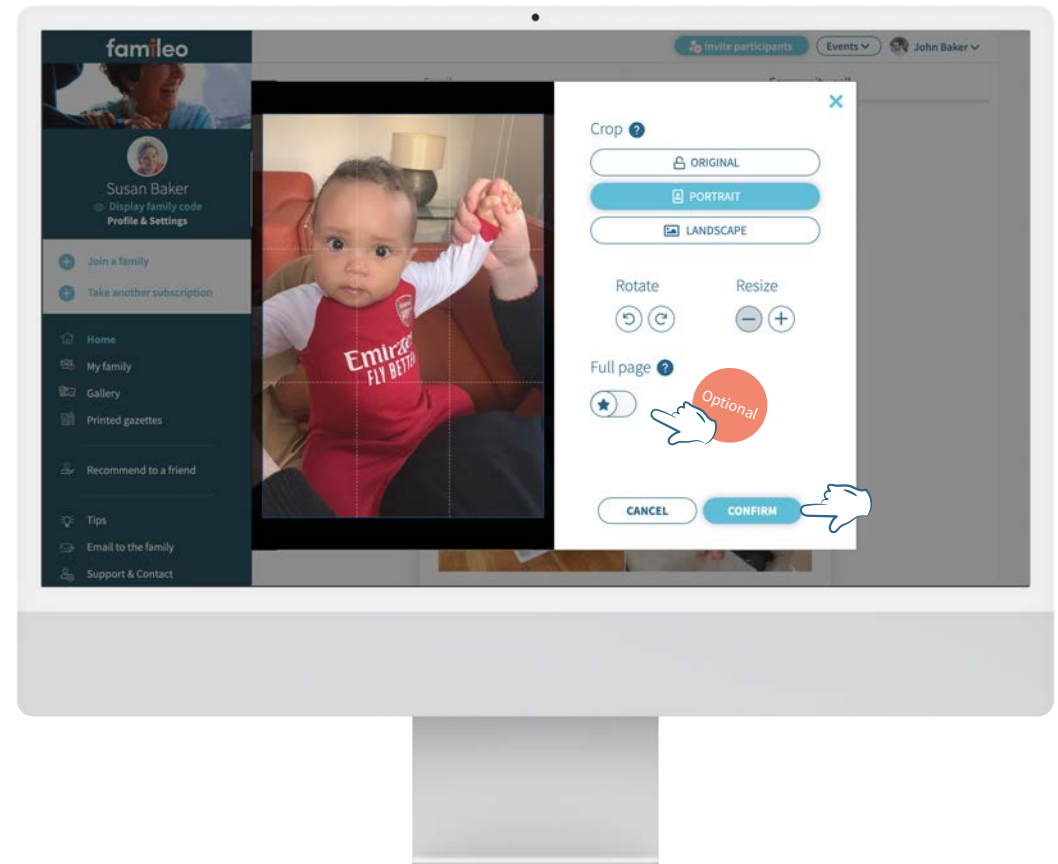 famileo
Invite participants
Events
John Baker
Susan Baker
Display family code
Profile & Settings
Join a family
Take another subscription
Home
My family
Gallery
Printed gazettes
Recommend to a friend
Tips
Email to the family
Support & Contact
Emir
FLY BETTE
Crop ?
ORIGINAL
PORTRAIT
LANDSCAPE
Rotate
Resize
Full page ?
Optional
CANCEL
CONFIRM